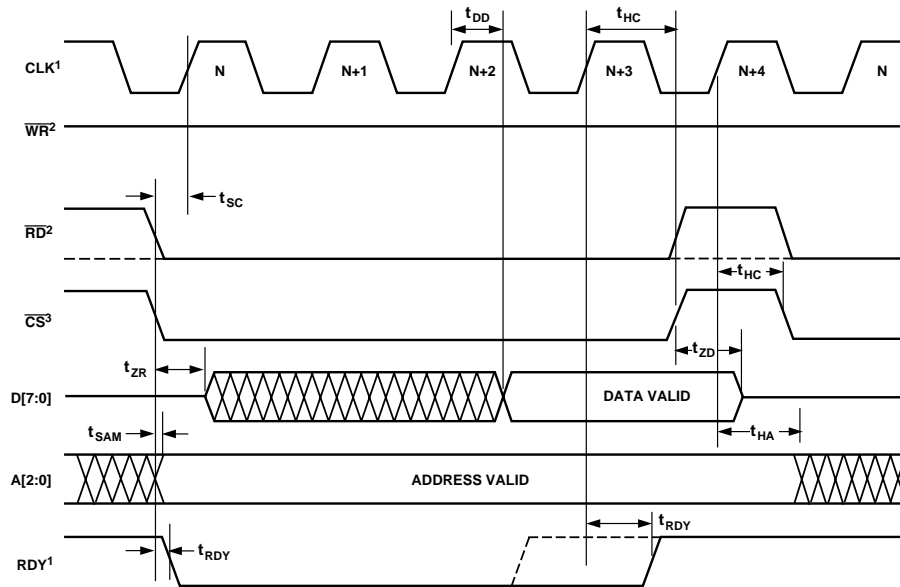 tDD
tHC
CLK1
N
N+1
N+2
N+3
N+4
N
WR2
tSC
RD2
tHC
CS3
tZD
tZR
D[7:0]
DATA VALID
tSAM
tHA
A[2:0]
ADDRESS VALID
tRDY
tRDY
RDY1